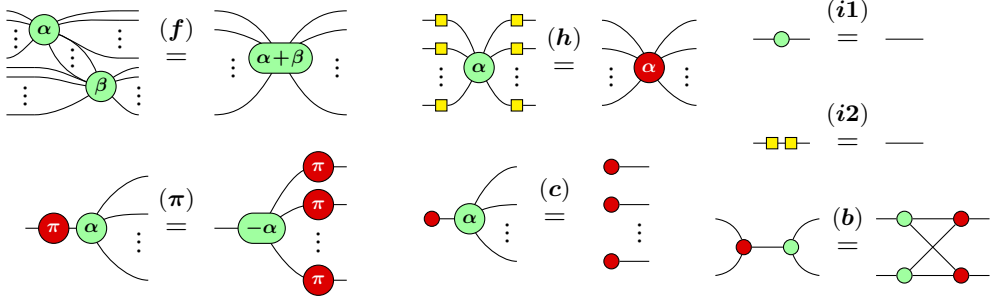 α (f) = α+β
β
(h) = α α
(i1) =
(i2) =
π α (π) = −α π π π
α (c) =
(b) =